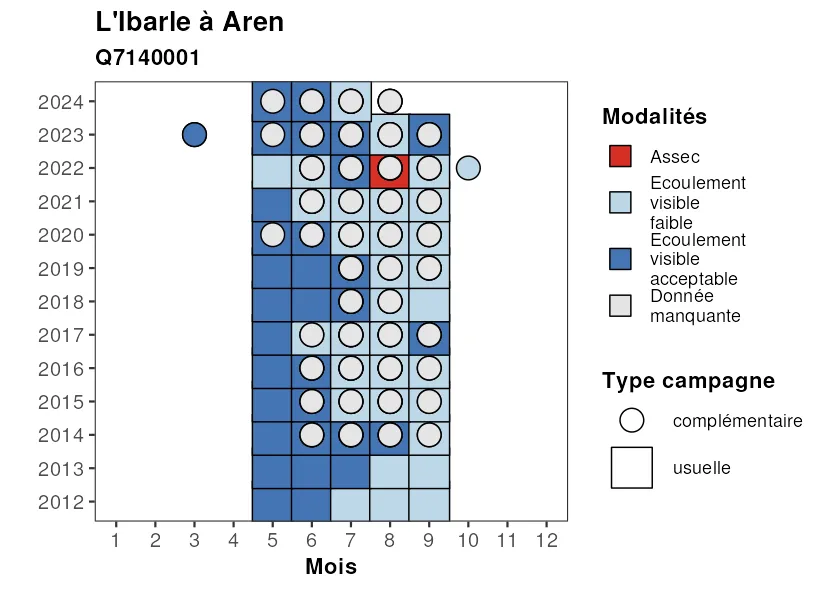 L'Ibarle à Aren
Q7140001
2024
2023
2022
2021
2020
2019
2018
2017
2016
2015
2014
2013
2012
1 2 3 4 5 6 7 8 9 10 11 12
Mois
Modalités
Assec
Ecoulement
visible
faible
Ecoulement
visible
acceptable
Donnée
manquante
Type campagne
complémentaire
usuelle